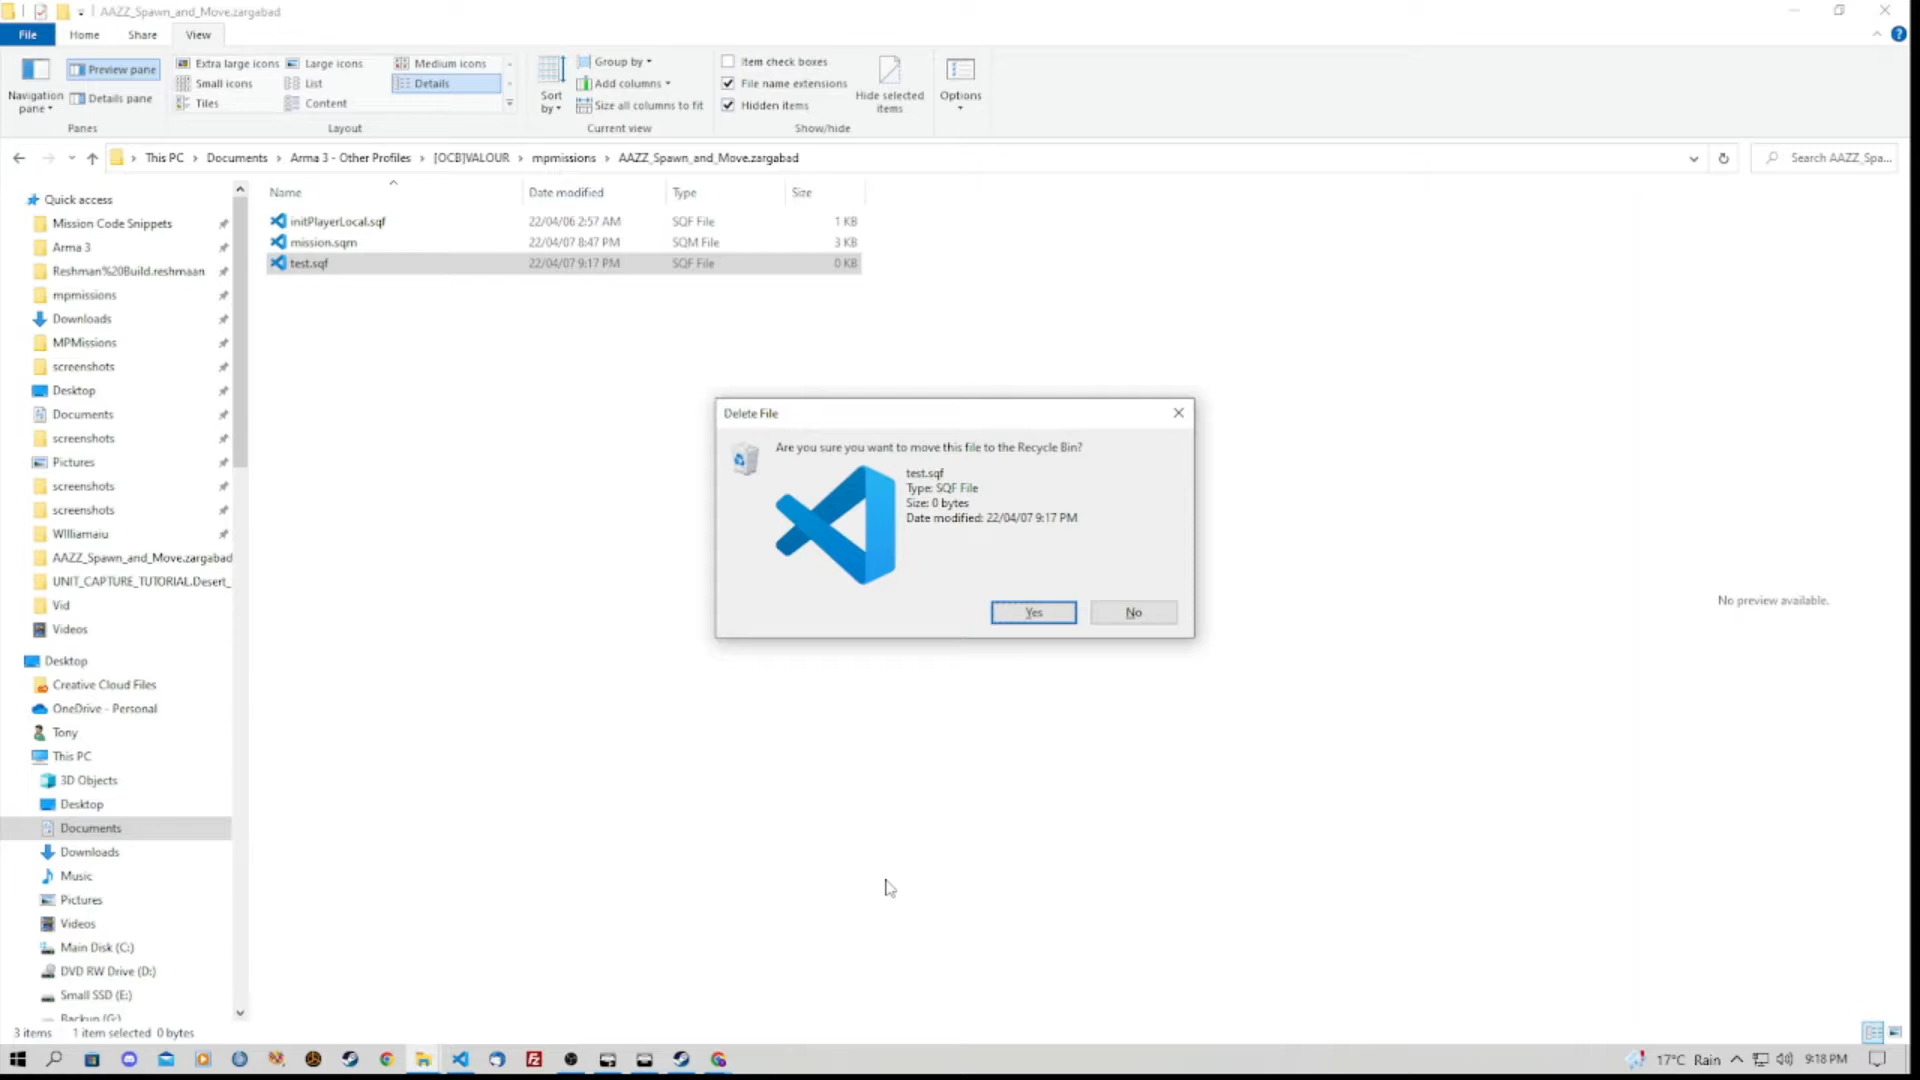 AAZZ_Spawn_and_Move.zargabad
File Home Share View
Navigation pane
Preview pane
Details pane
Panes
Extra large icons Large icons Medium icons
Small icons List Details
Tiles Content
Layout
Sort by
Group by
Add columns
Size all columns to fit
Current view
Item check boxes
File name extensions
Hidden items
Hide selected items
Show/hide
Options
This PC > Documents > Arma 3 - Other Profiles > [OCB]VALOUR > mpmissions > AAZZ_Spawn_and_Move.zargabad
Search AAZZ_Spa...
Name Date modified Type Size
initPlayerLocal.sqf 22/04/06 2:57 AM SQF File 1 KB
mission.sqm 22/04/07 8:47 PM SQM File 3 KB
test.sqf 22/04/07 9:17 PM SQF File 0 KB
Quick access
Mission Code Snippets
Arma 3
Reshman%20Build.reshmaan
mpmissions
Downloads
MPMissions
screenshots
Desktop
Documents
screenshots
Pictures
screenshots
screenshots
WIlliamaiu
AAZZ_Spawn_and_Move.zargabad
UNIT_CAPTURE_TUTORIAL.Desert_
Vid
Videos
Desktop
Creative Cloud Files
OneDrive - Personal
Tony
This PC
3D Objects
Desktop
Documents
Downloads
Music
Pictures
Videos
Main Disk (C:)
DVD RW Drive (D:)
Small SSD (E:)
Backup (G:)
Delete File
Are you sure you want to move this file to the Recycle Bin?
test.sqf
Type: SQF File
Size: 0 bytes
Date modified: 22/04/07 9:17 PM
Yes No
No preview available.
3 items 1 item selected 0 bytes
17°C Rain 9:18 PM